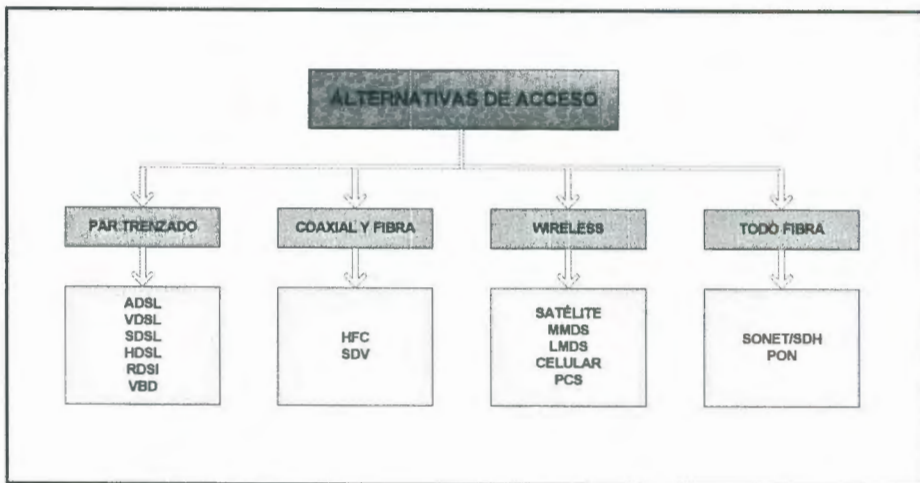 ALTERNATIVAS DE ACCESO
PAR TRENZADO
ADSL
VDSL
SDSL
HDSL
RDSI
VBD
COAXIAL Y FIBRA
HFC
SDV
WIRELESS
SATÉLITE
MMDS
LMDS
CELULAR
PCS
TODO FIBRA
SONET/SDH
PON